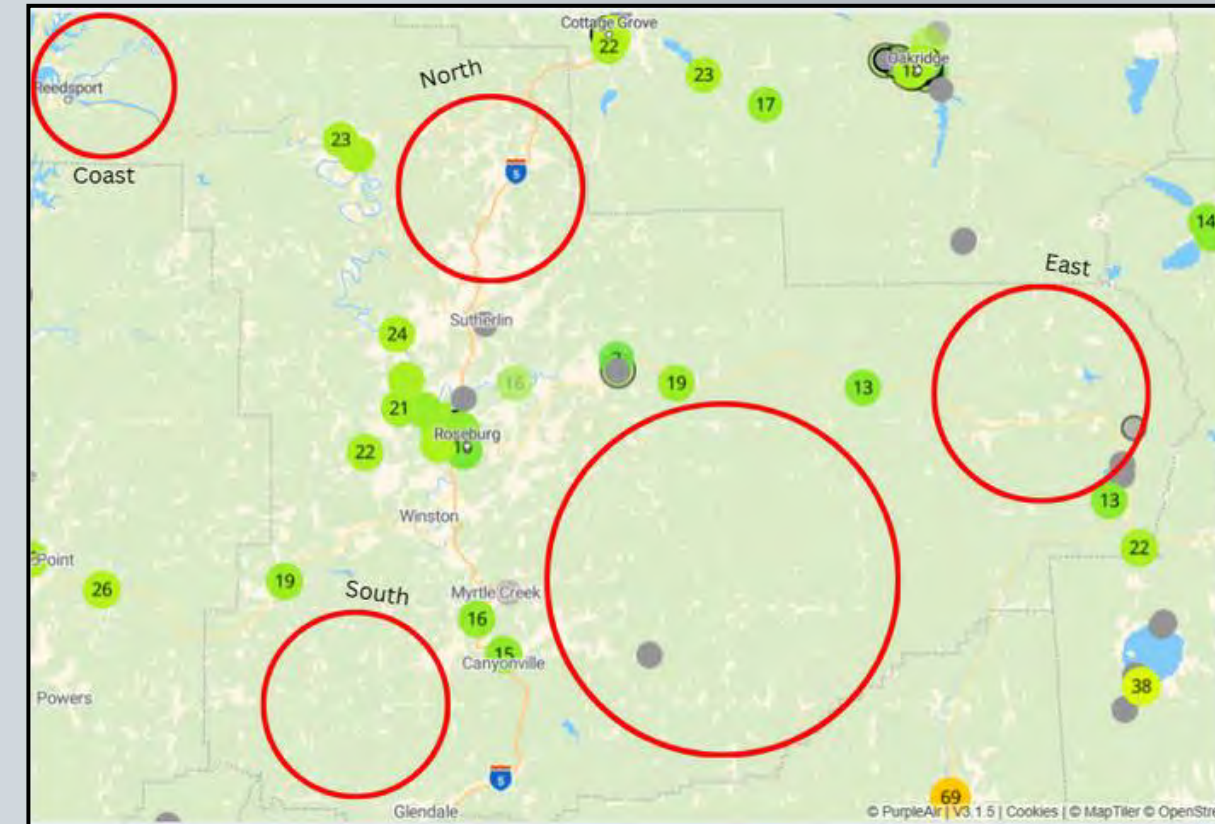 Cottage Grove
22
North
23
Oakridge
Reedsport
17
23
5
Coast
14
East
Sutherlin
24
16
19
13
21
Roseburg
22
Winston
13
22
Point
26
19
South
Myrtle Creek
16
15
Canyonville
38
Powers
5
69
Glendale
© PurpleAir | V3.1.5 | Cookies | © MapTiler © OpenStre